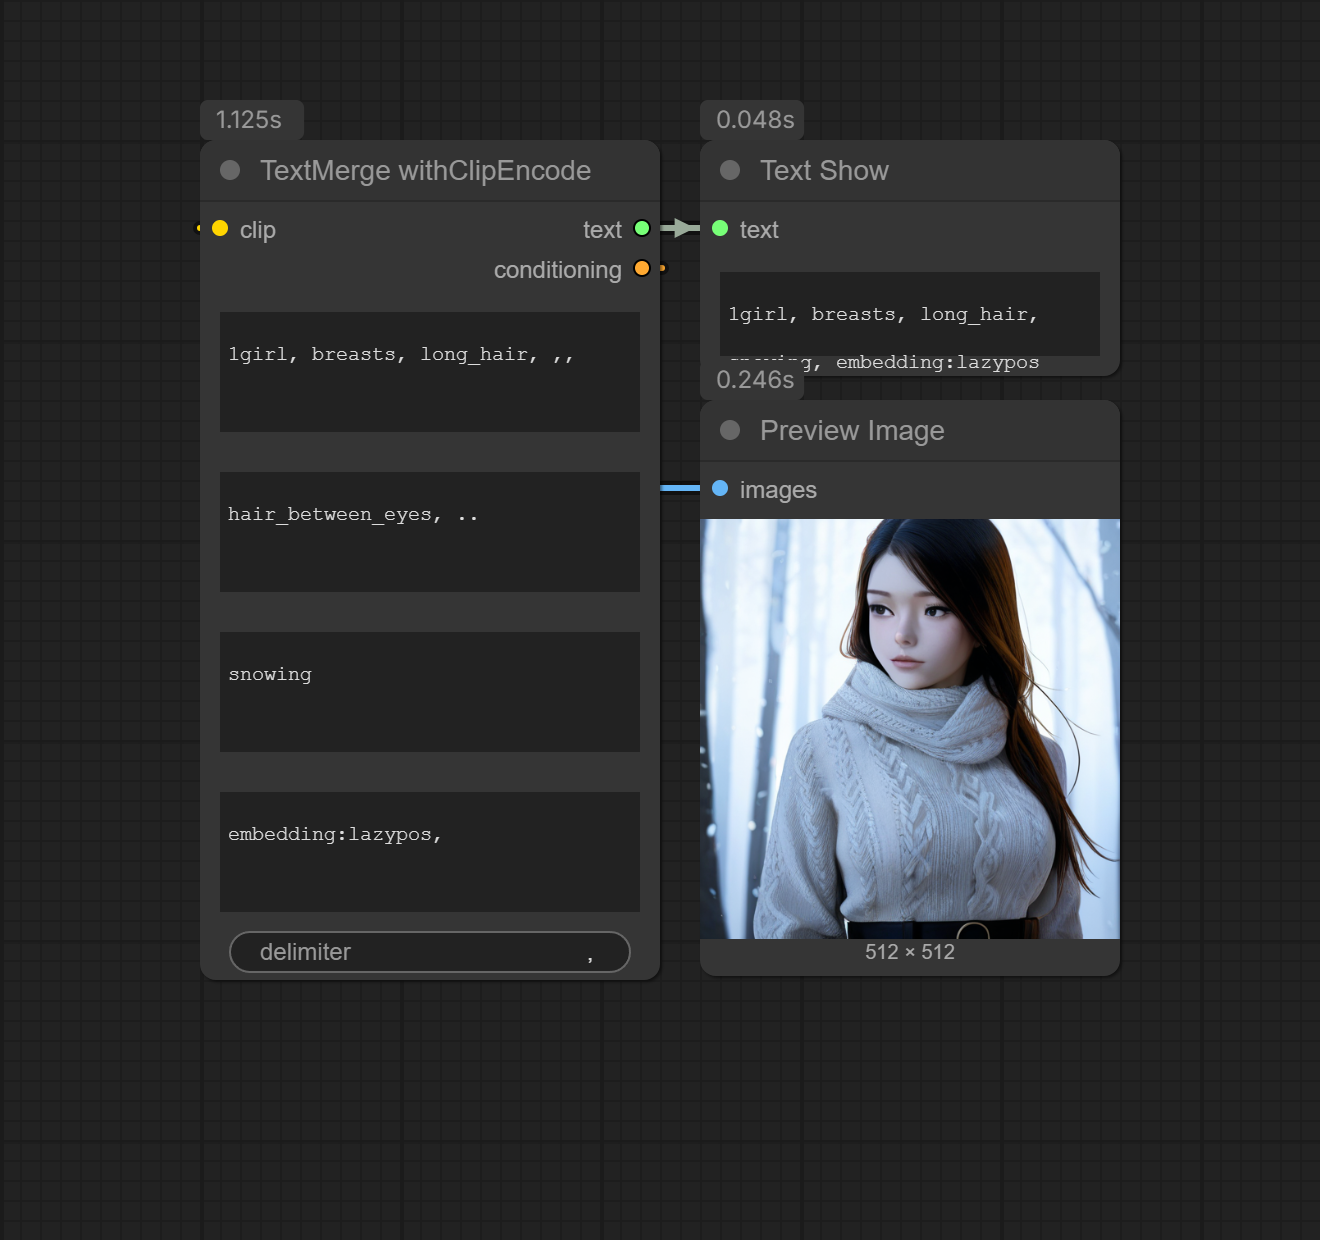 1.125s
TextMerge withClipEncode
clip
text
conditioning
1girl, breasts, long_hair, ,,
hair_between_eyes, ..
snowing
embedding:lazypos,
delimiter ,
0.048s
Text Show
text
1girl, breasts, long_hair,
embedding:lazypos
0.246s
Preview Image
images
512 × 512